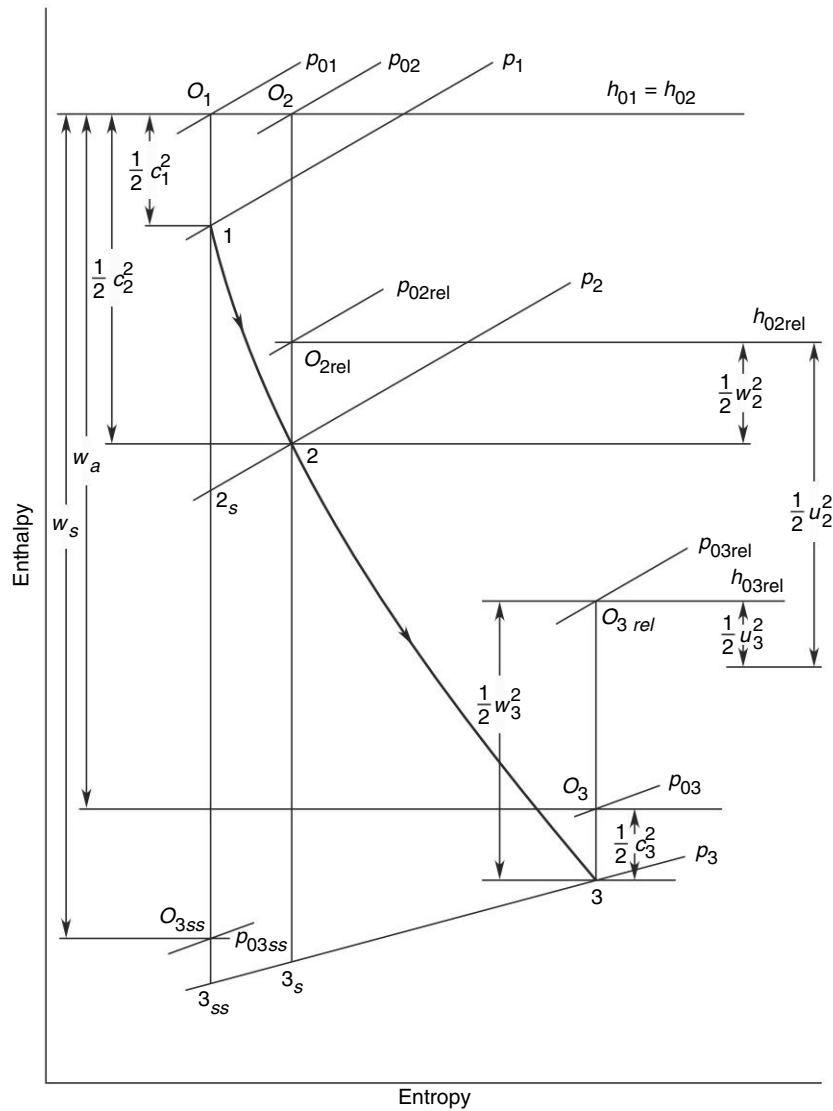 p01
p02
p1
O1
O2
h01 = h02
1/2 c1^2
1
1/2 c2^2
p02rel
p2
h02rel
O2rel
1/2 w2^2
2
wa
2s
ws
1/2 u2^2
Enthalpy
p03rel
h03rel
O3 rel
1/2 u3^2
1/2 w3^2
O3
p03
1/2 c3^2
p3
3
O3ss
p03ss
3s
3ss
Entropy